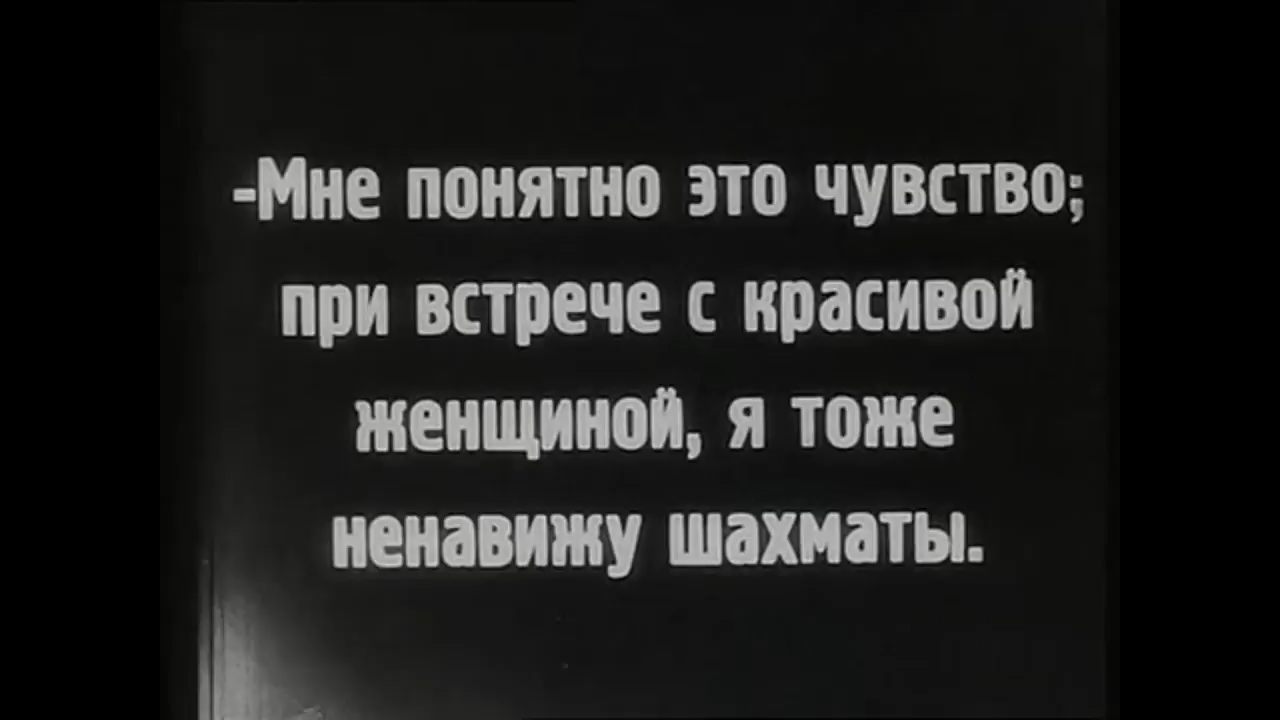 -Мне понятно это чувство;
при встрече с красивой
женщиной, я тоже
ненавижу шахматы.